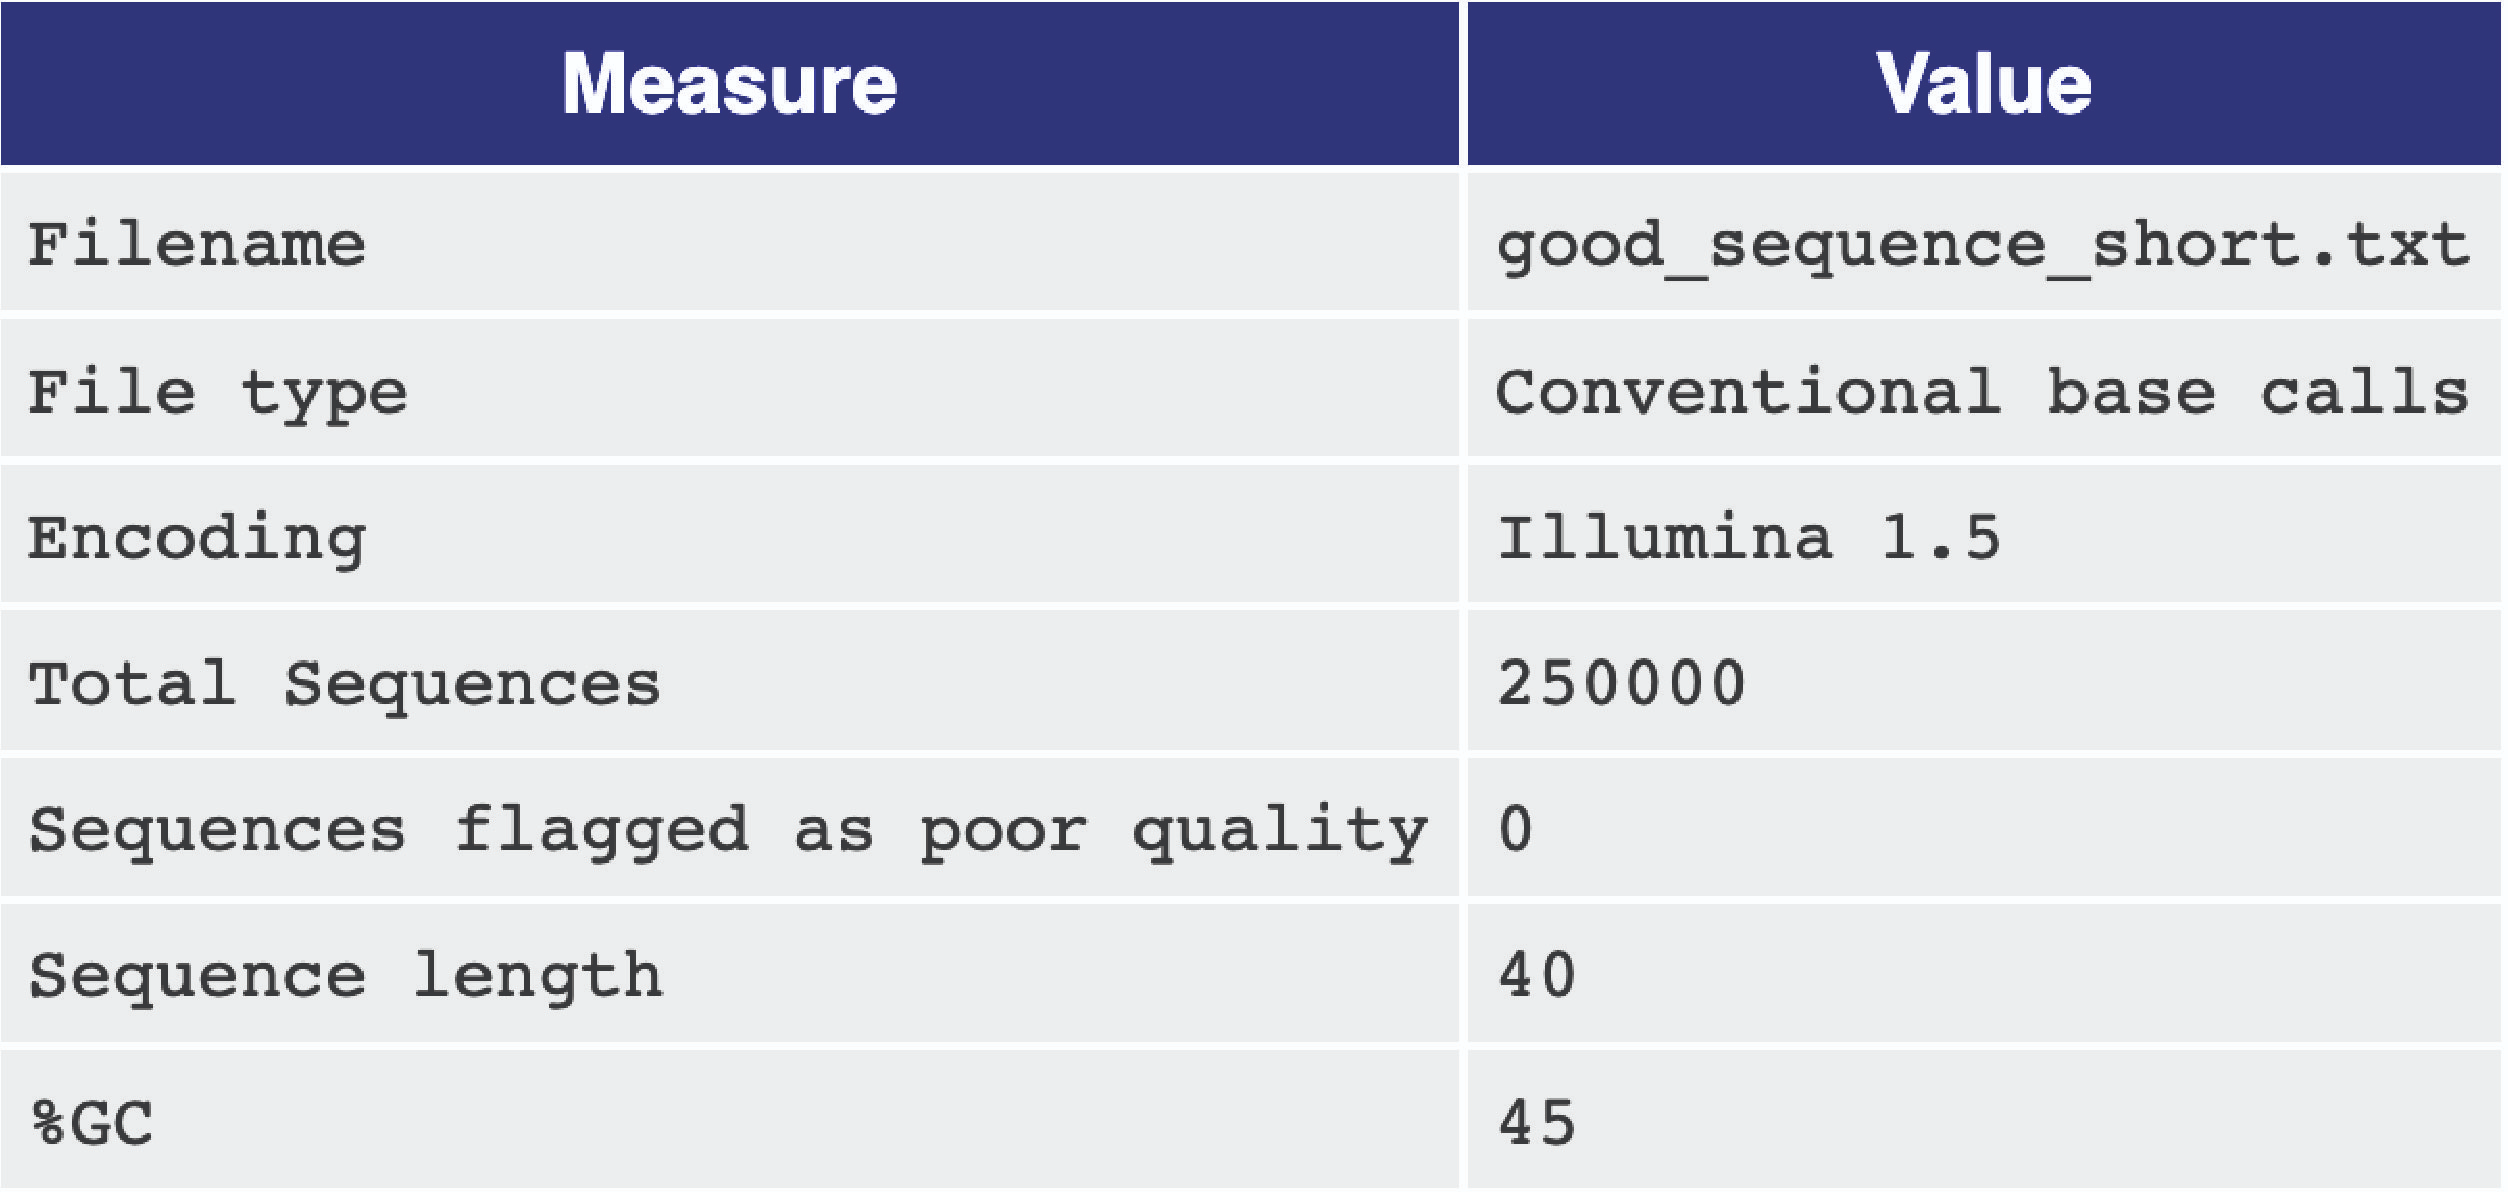 Measure Value
Filename good_sequence_short.txt
File type Conventional base calls
Encoding Illumina 1.5
Total Sequences 250000
Sequences flagged as poor quality 0
Sequence length 40
%GC 45